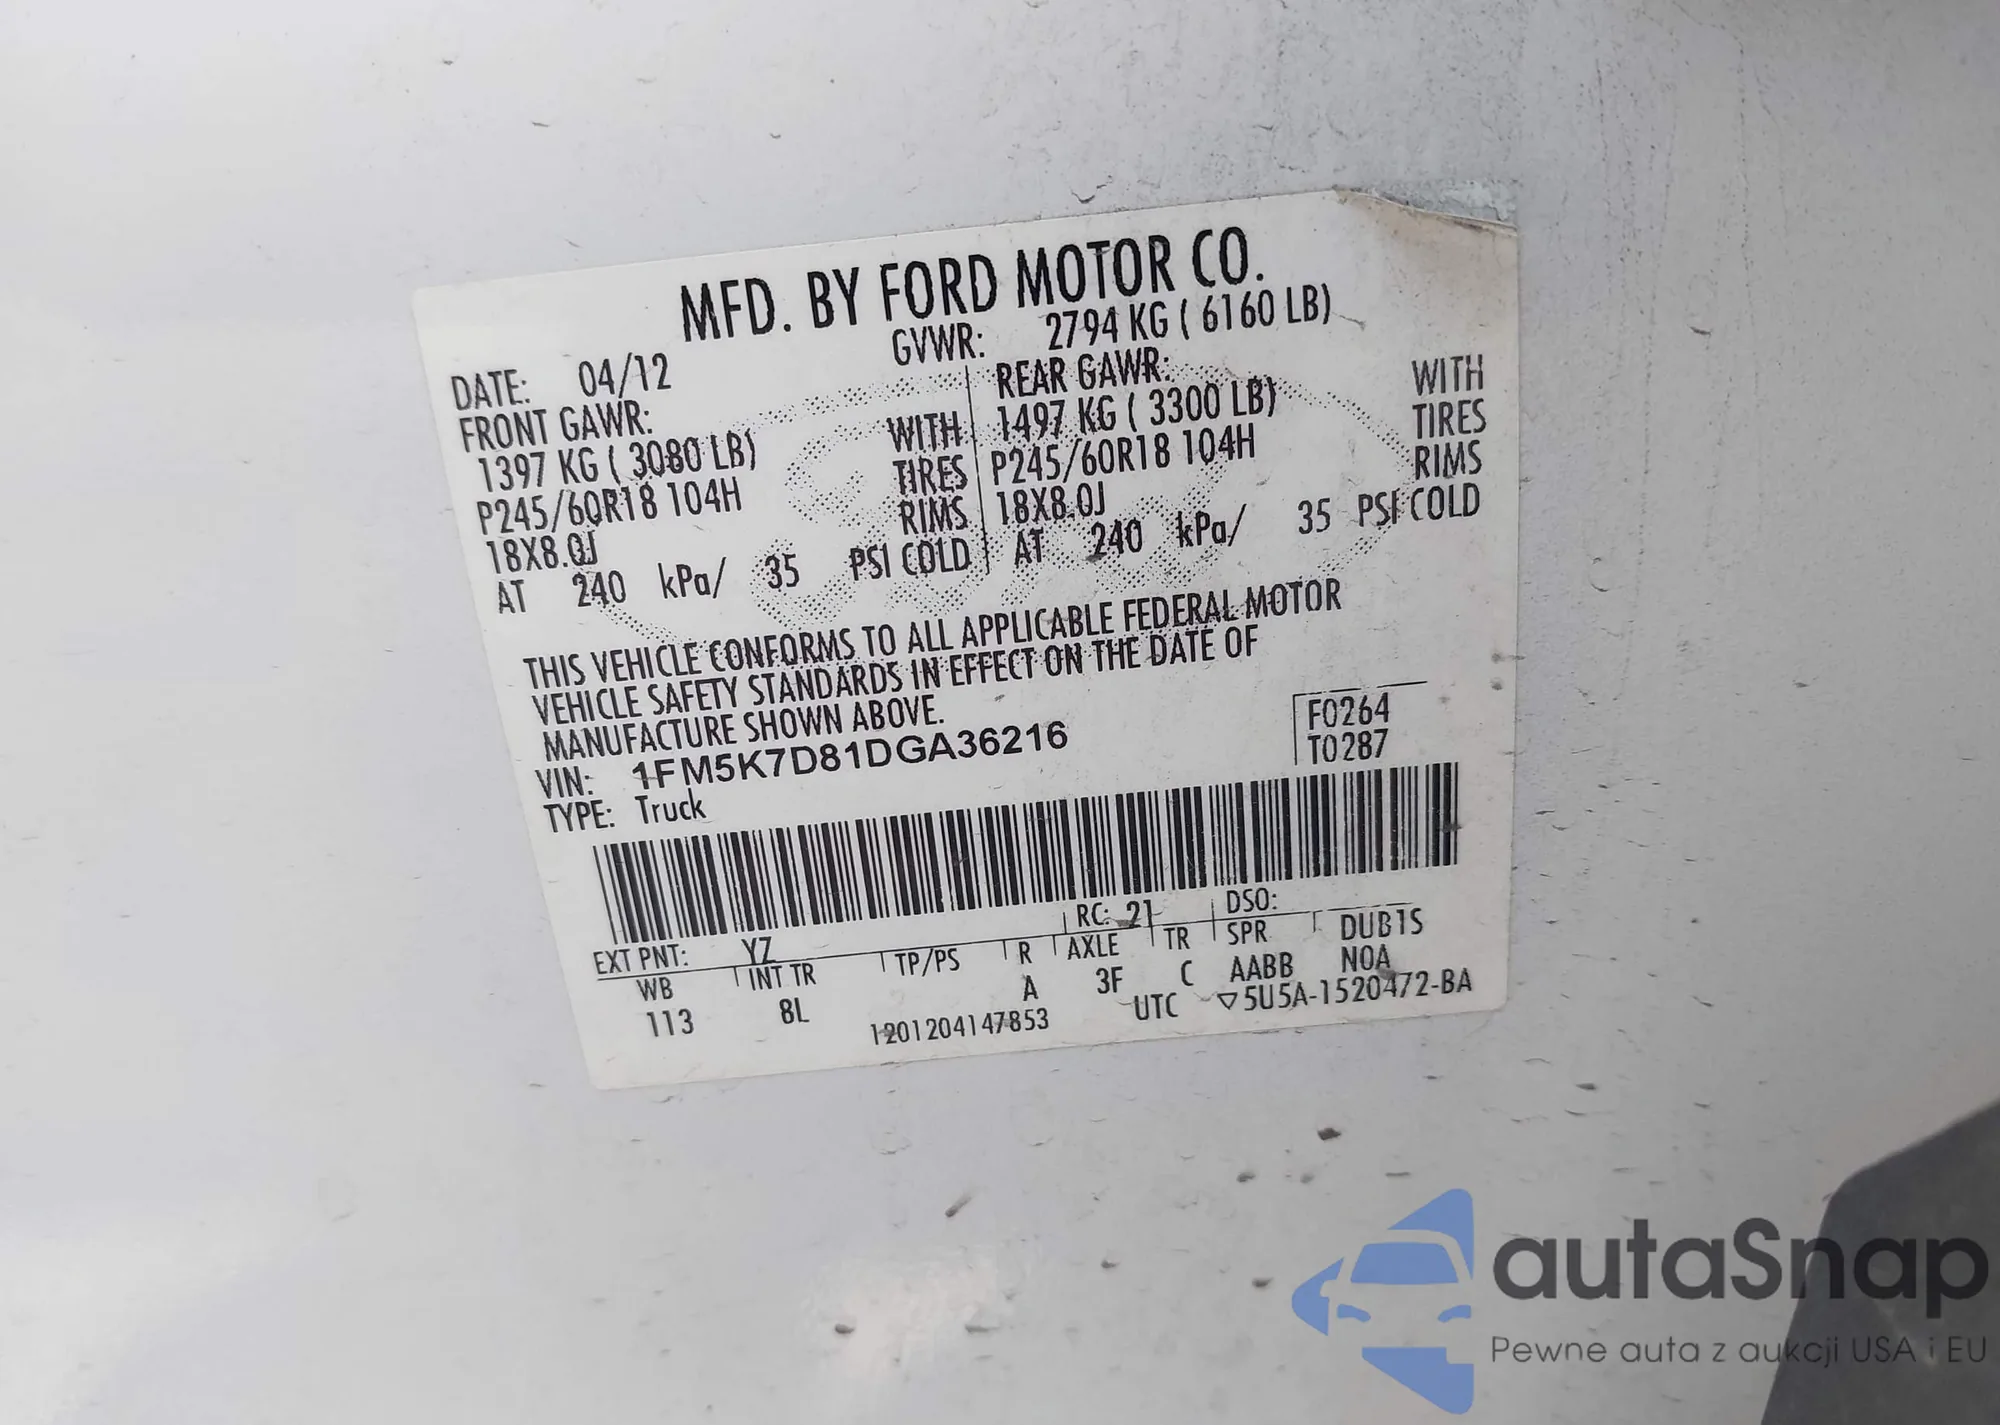 MFD. BY FORD MOTOR CO.
DATE: 04/12 GVWR: 2794 KG ( 6160 LB)
FRONT GAWR: REAR GAWR:
1397 KG ( 3080 LB) WITH 1497 KG ( 3300 LB) WITH
P245/60R18 104H TIRES P245/60R18 104H TIRES
18X8.0J RIMS 18X8.0J RIMS
AT 240 kPa/ 35 PSI COLD AT 240 kPa/ 35 PSI COLD
THIS VEHICLE CONFORMS TO ALL APPLICABLE FEDERAL MOTOR
VEHICLE SAFETY STANDARDS IN EFFECT ON THE DATE OF
MANUFACTURE SHOWN ABOVE.
VIN: 1FM5K7D81DGA36216 F0264
TYPE: Truck T0287
EXT PNT: YZ RC: 21 DSO:
WB INT TR TP/PS R AXLE TR SPR DUB1S
113 8L A 3F C AABB N0A
1201204147853 UTC ▽5U5A-1520472-BA
autaSnap
Pewne auta z aukcji USA i EU